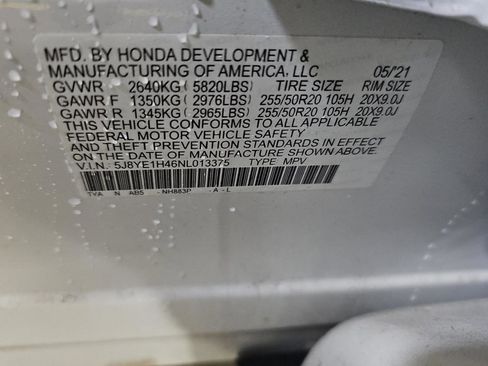 MFD. BY HONDA DEVELOPMENT &
MANUFACTURING OF AMERICA, LLC 05/'21
GVWR 2640KG ( 5820LBS) TIRE SIZE RIM SIZE
GAWR F 1350KG ( 2976LBS) 255/50R20 105H 20X9.0J
GAWR R 1345KG ( 2965LBS) 255/50R20 105H 20X9.0J
THIS VEHICLE CONFORMS TO ALL APPLICABLE
FEDERAL MOTOR VEHICLE SAFETY
AND THEFT PREVENTION STANDARDS IN EFFECT
ON THE DATE OF MANUFACTURE SHOWN ABOVE.
V.I.N.: 5J8YE1H46NL013375 TYPE: MPV
TYA N AB5 - NH883P - A - L